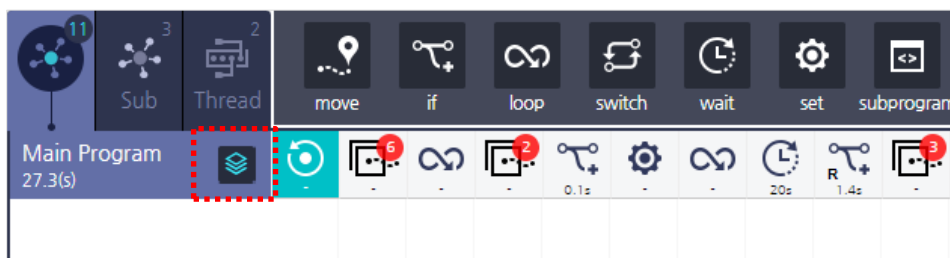 11
3
2
Sub
Thread
move
if
loop
switch
wait
set
subprogram
Main Program
27.3(s)
6
2
3
R
-
-
-
-
0.1s
-
-
20s
1.4s
-